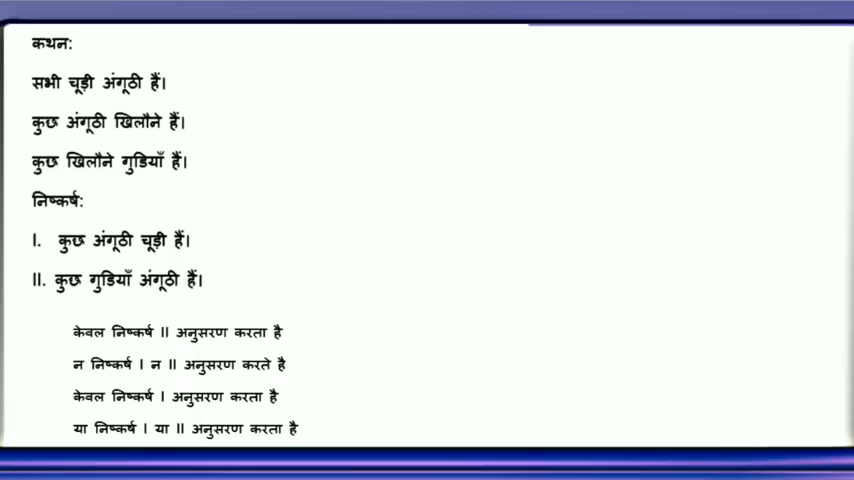 कथन:
सभी चूड़ी अंगूठी हैं।
कुछ अंगूठी खिलौने हैं।
कुछ खिलौने गुडियाँ हैं।
निष्कर्ष:
I. कुछ अंगूठी चूड़ी हैं।
II. कुछ गुडियाँ अंगूठी हैं।
केवल निष्कर्ष II अनुसरण करता है
न निष्कर्ष I न II अनुसरण करते है
केवल निष्कर्ष I अनुसरण करता है
या निष्कर्ष I या II अनुसरण करता है